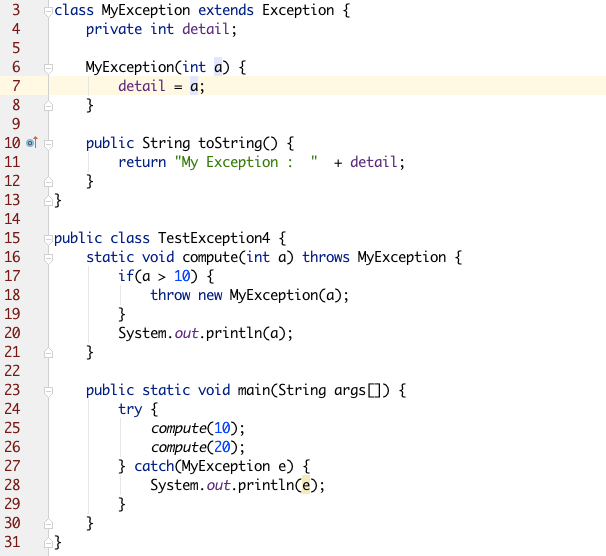 3 class MyException extends Exception {
4     private int detail;
5
6     MyException(int a) {
7         detail = a;
8     }
9
10     public String toString() {
11         return "My Exception :  "  + detail;
12     }
13 }
14
15 public class TestException4 {
16     static void compute(int a) throws MyException {
17         if(a > 10) {
18             throw new MyException(a);
19         }
20         System.out.println(a);
21     }
22
23     public static void main(String args[]) {
24         try {
25             compute(10);
26             compute(20);
27         } catch(MyException e) {
28             System.out.println(e);
29         }
30     }
31 }